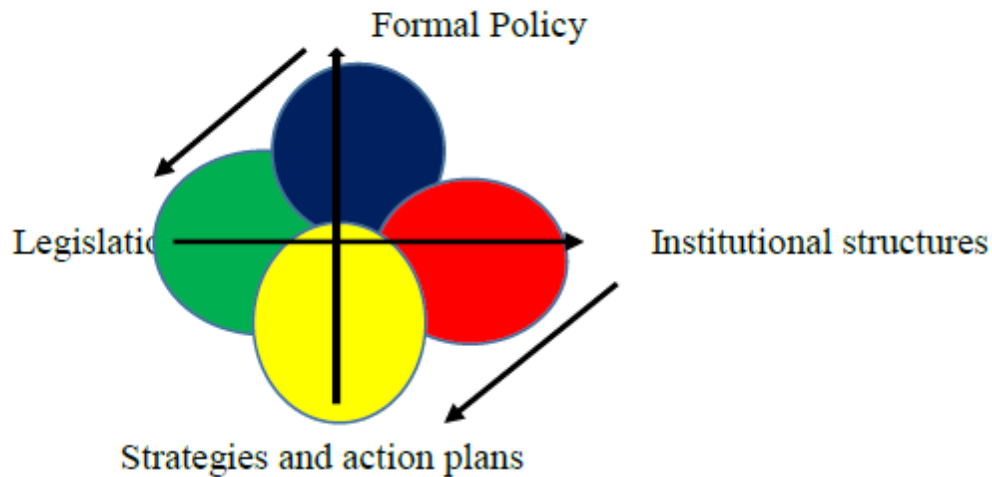 Formal Policy
Legislatio
Institutional structures
Strategies and action plans